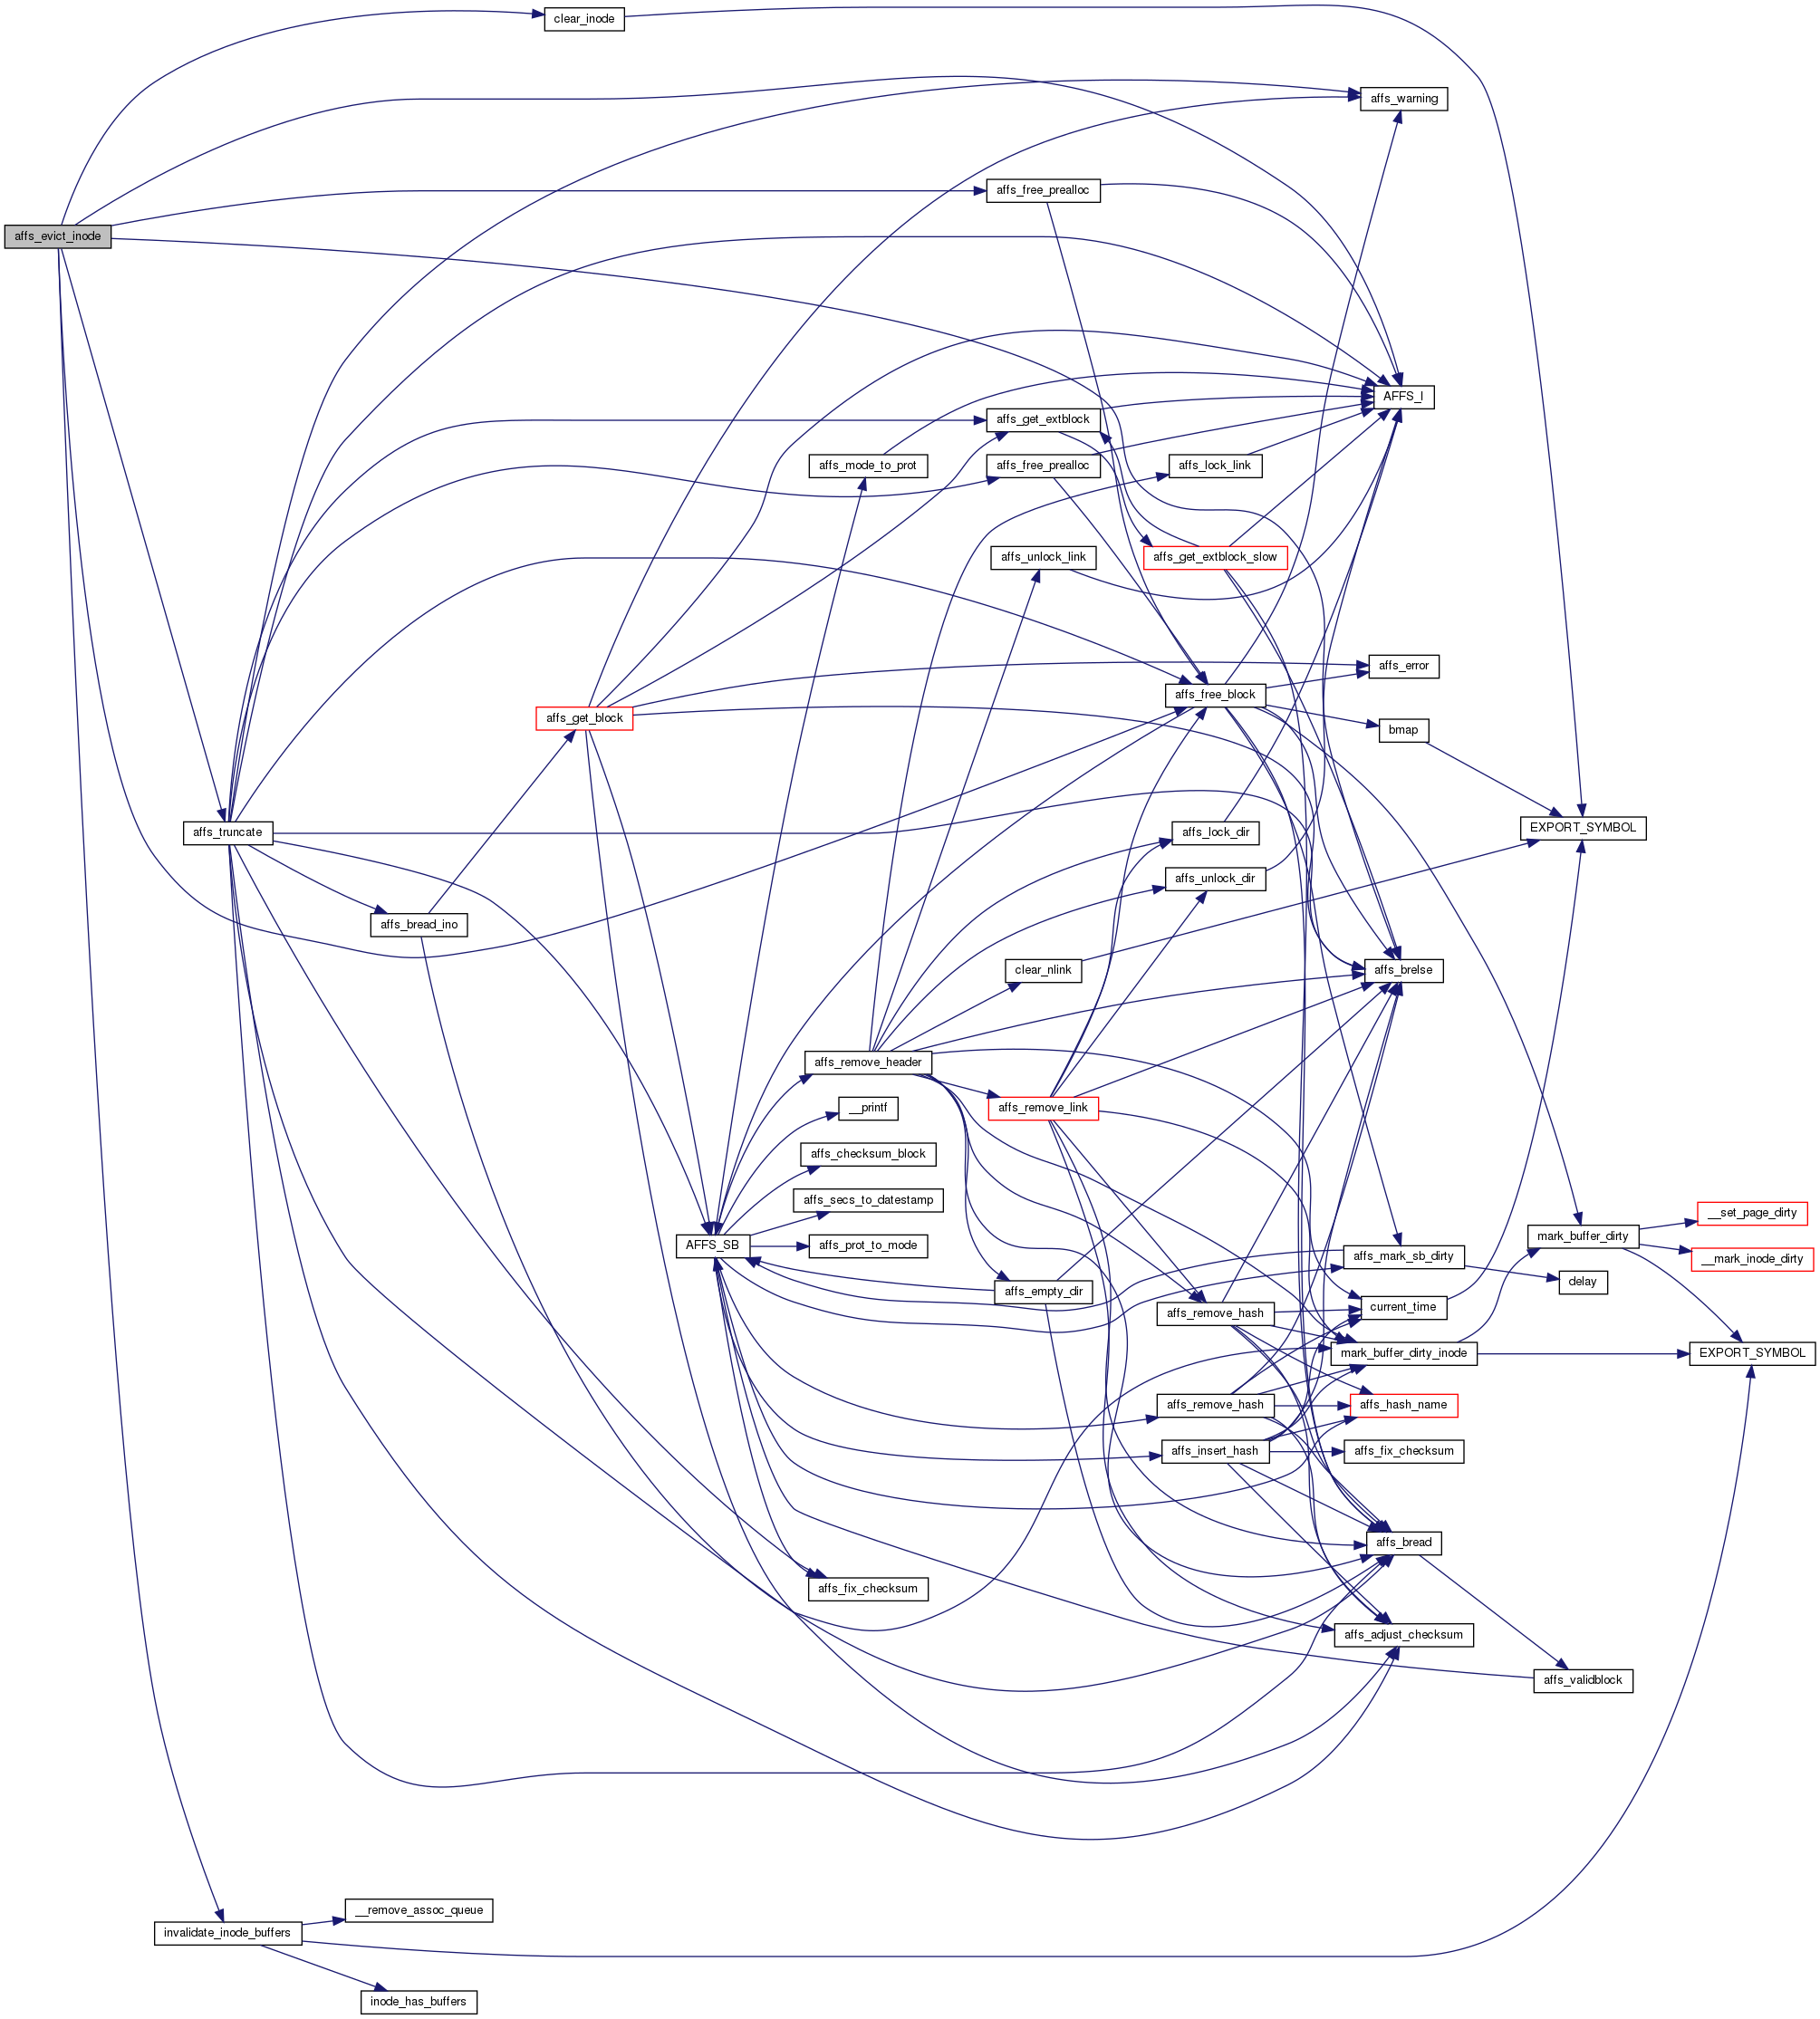 clear_inode
affs_warning
affs_free_prealloc
affs_evict_inode
AFFS_I
affs_get_extblock
affs_mode_to_prot
affs_free_prealloc
affs_lock_link
affs_unlock_link
affs_get_extblock_slow
affs_error
affs_free_block
affs_get_block
bmap
EXPORT_SYMBOL
affs_truncate
affs_lock_dir
affs_unlock_dir
affs_bread_ino
clear_nlink
affs_brelse
affs_remove_header
__printf
affs_remove_link
affs_checksum_block
affs_secs_to_datestamp
__set_page_dirty
mark_buffer_dirty
AFFS_SB
affs_prot_to_mode
affs_mark_sb_dirty
__mark_inode_dirty
delay
affs_empty_dir
current_time
affs_remove_hash
mark_buffer_dirty_inode
EXPORT_SYMBOL
affs_remove_hash
affs_hash_name
affs_insert_hash
affs_fix_checksum
affs_bread
affs_fix_checksum
affs_adjust_checksum
affs_validblock
__remove_assoc_queue
invalidate_inode_buffers
inode_has_buffers